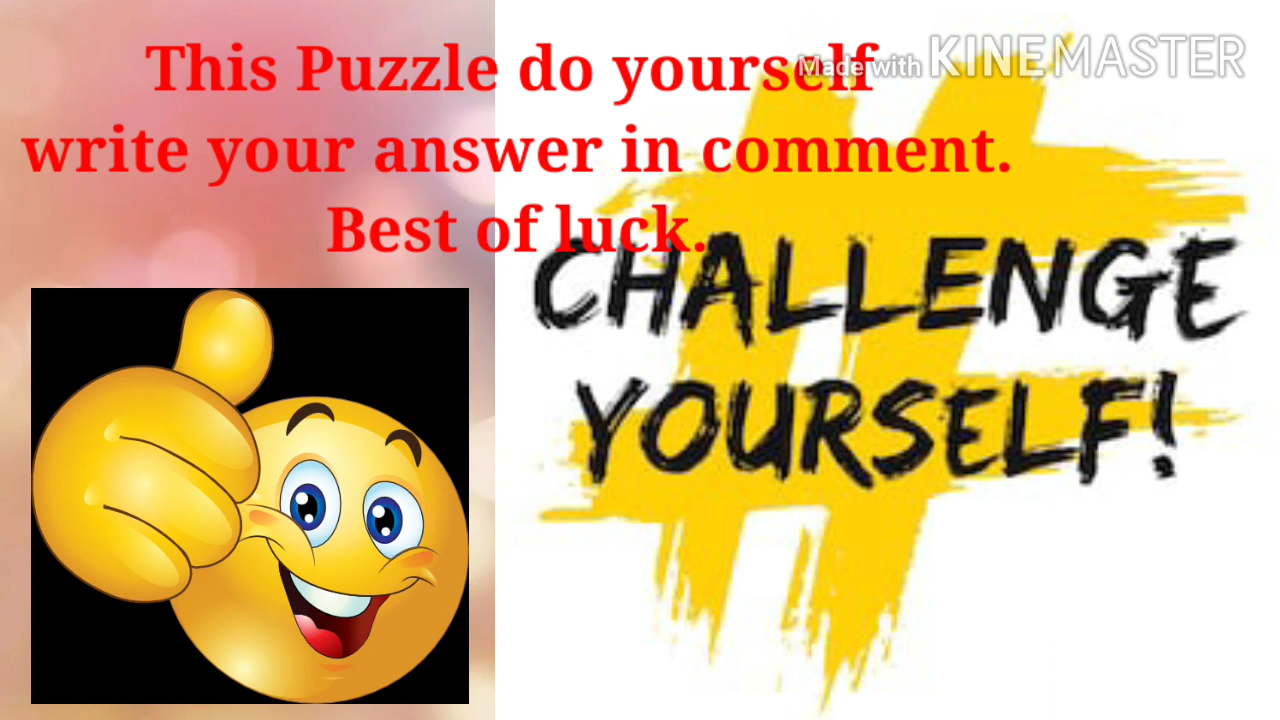 This Puzzle do yourself
Made with KINEMASTER
write your answer in comment.
Best of luck.
CHALLENGE
YOURSELF!